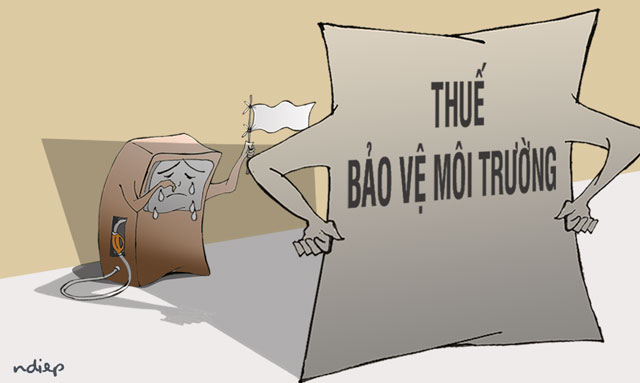 THUẾ
BẢO VỆ MÔI TRƯỜNG
ndiep